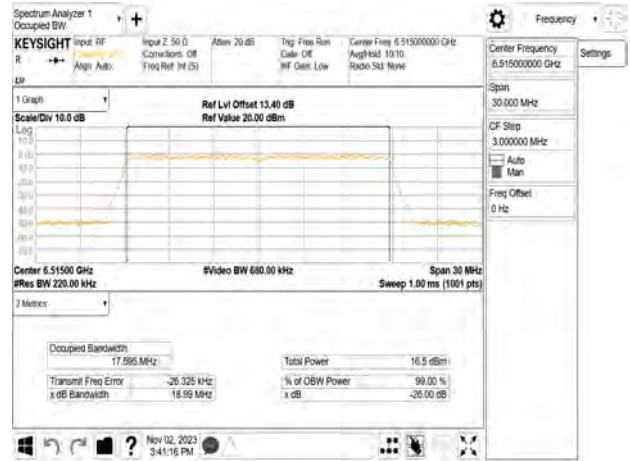 Spectrum Analyzer 1
Occupied BW
Frequency
KEYSIGHT
Input: RF
Input Z: 50 Ω
Atten: 20 dB
Trig: Free Run
Center Freq: 6.515000000 GHz
R
Corrections: Off
Gate: Off
Avg|Hold: 10/10
Align: Auto
Freq Ref: Int (S)
#IF Gain: Low
Radio Std: None
Center Frequency
6.515000000 GHz
Settings
Span
30.000 MHz
CF Step
3.000000 MHz
Auto
Man
Freq Offset
0 Hz
1 Graph
Ref Lvl Offset 13.40 dB
Scale/Div 10.0 dB
Ref Value 20.00 dBm
Log
Center 6.51500 GHz
#Video BW 680.00 kHz
Span 30 MHz
#Res BW 220.00 kHz
Sweep 1.00 ms (1001 pts)
2 Metrics
Occupied Bandwidth
17.595 MHz
Total Power
16.5 dBm
Transmit Freq Error
-26.325 kHz
% of OBW Power
99.00 %
x dB Bandwidth
18.99 MHz
x dB
-26.00 dB
Nov 02, 2023
3:41:16 PM